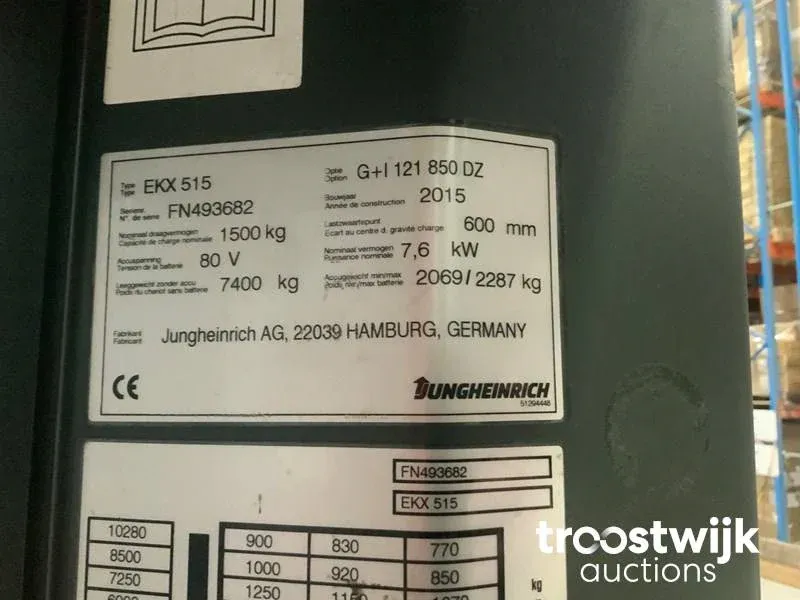 Type
Type EKX 515
Optie
Option G+I 121 850 DZ
Serienr.
N° de série FN493682
Bouwjaar
Année de construction 2015
Nominaal draagvermogen
Capacité de charge nominale 1500 kg
Lastzwaartepunt
Ecart au centre d. gravité charge 600 mm
Accuspanning
Tension de la batterie 80 V
Nominaal vermogen
Puissance nominale 7,6 kW
Leeggewicht zonder accu
Poids du chariot sans batterie 7400 kg
Accugewicht min/max
Poids min/max batterie 2069/2287 kg
Fabrikant
Fabricant Jungheinrich AG, 22039 HAMBURG, GERMANY
CE
JUNGHEINRICH
51294448
FN493682
EKX 515
10280 900 830 770
8500 1000 920 850
7250 1250
kg
troostwijk
auctions